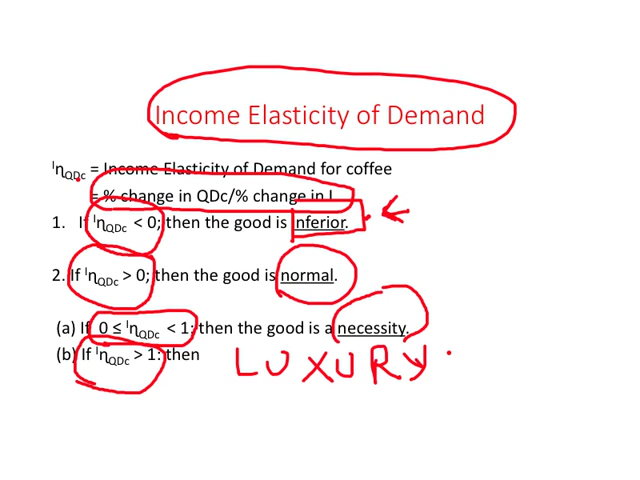 Income Elasticity of Demand
ᴵηQDc = Income Elasticity of Demand for coffee
= % change in QDc/% change in I
1. If ᴵηQDc < 0; then the good is inferior.
2. If ᴵηQDc > 0; then the good is normal.
(a) If 0 ≤ ᴵηQDc < 1; then the good is a necessity.
(b) If ᴵηQDc > 1: then LUXURY.